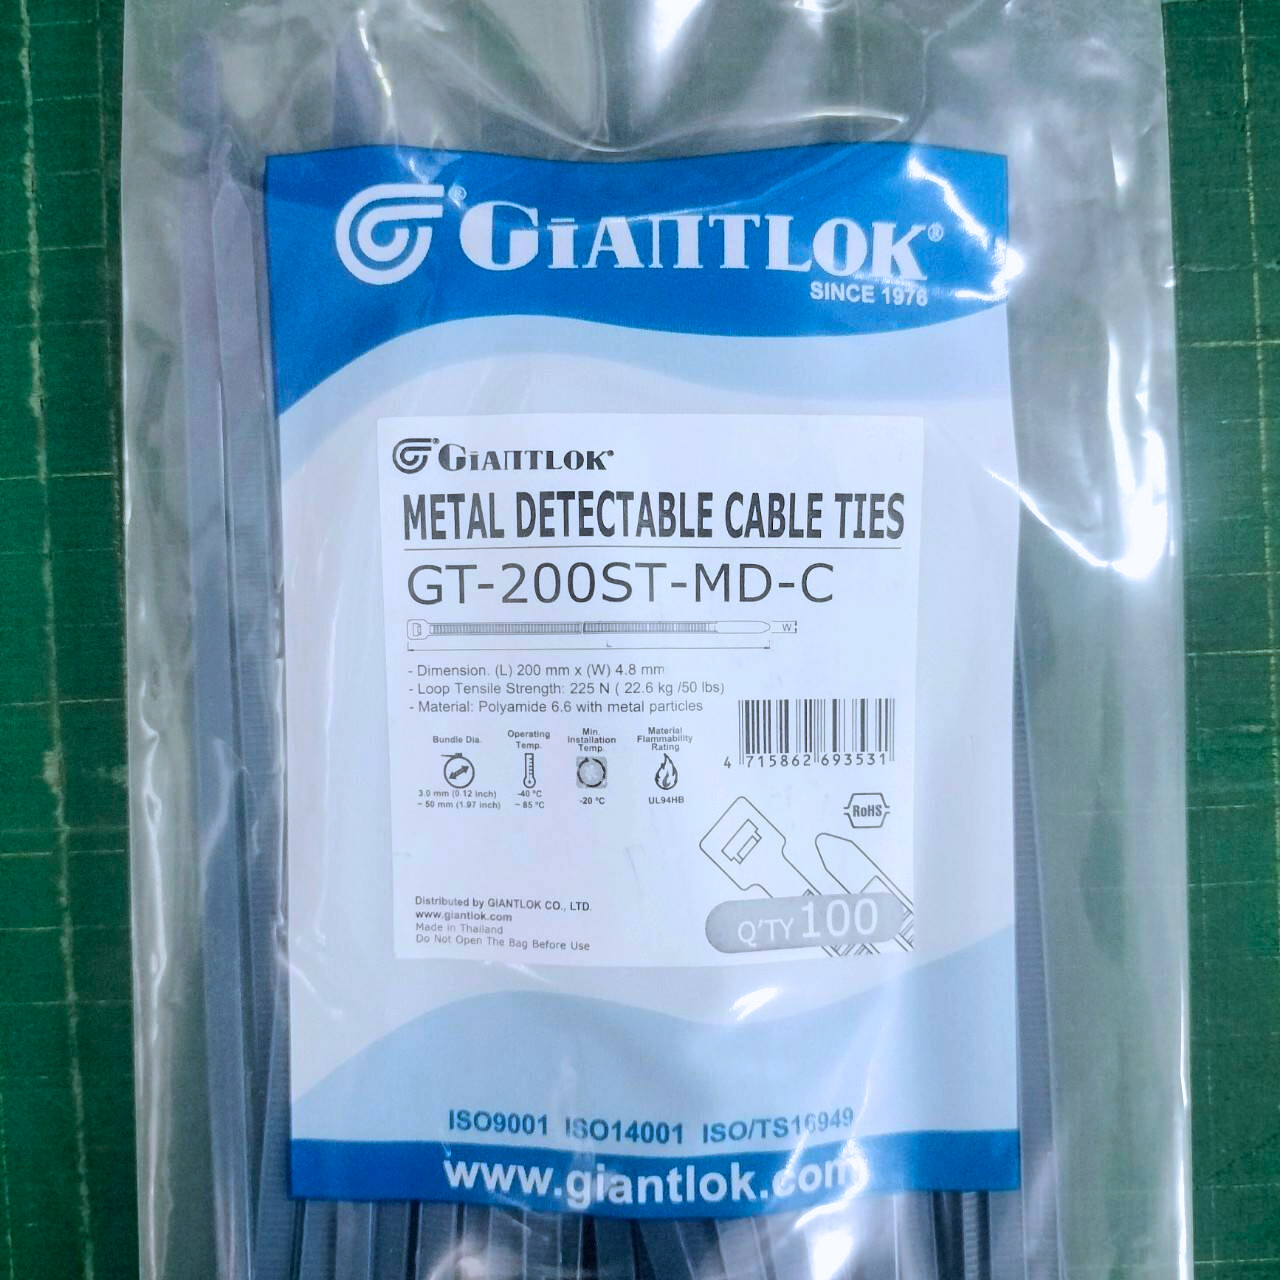 ® GIANTLOK®
SINCE 1976
® GIANTLOK®
METAL DETECTABLE CABLE TIES
GT-200ST-MD-C
W
L
- Dimension. (L) 200 mm x (W) 4.8 mm
- Loop Tensile Strength: 225 N ( 22.6 kg /50 lbs)
- Material: Polyamide 6.6 with metal particles
Bundle Dia.
3.0 mm (0.12 inch)
~ 50 mm (1.97 inch)
Operating
Temp.
-40 °C
~ 85 °C
Min.
Installation
Temp.
-20 °C
Material
Flammability
Rating
UL94HB
4 715862 693531
RoHS
Distributed by GIANTLOK CO., LTD.
www.giantlok.com
Made in Thailand
Do Not Open The Bag Before Use
Q'TY 100
ISO9001 ISO14001 ISO/TS16949
www.giantlok.com